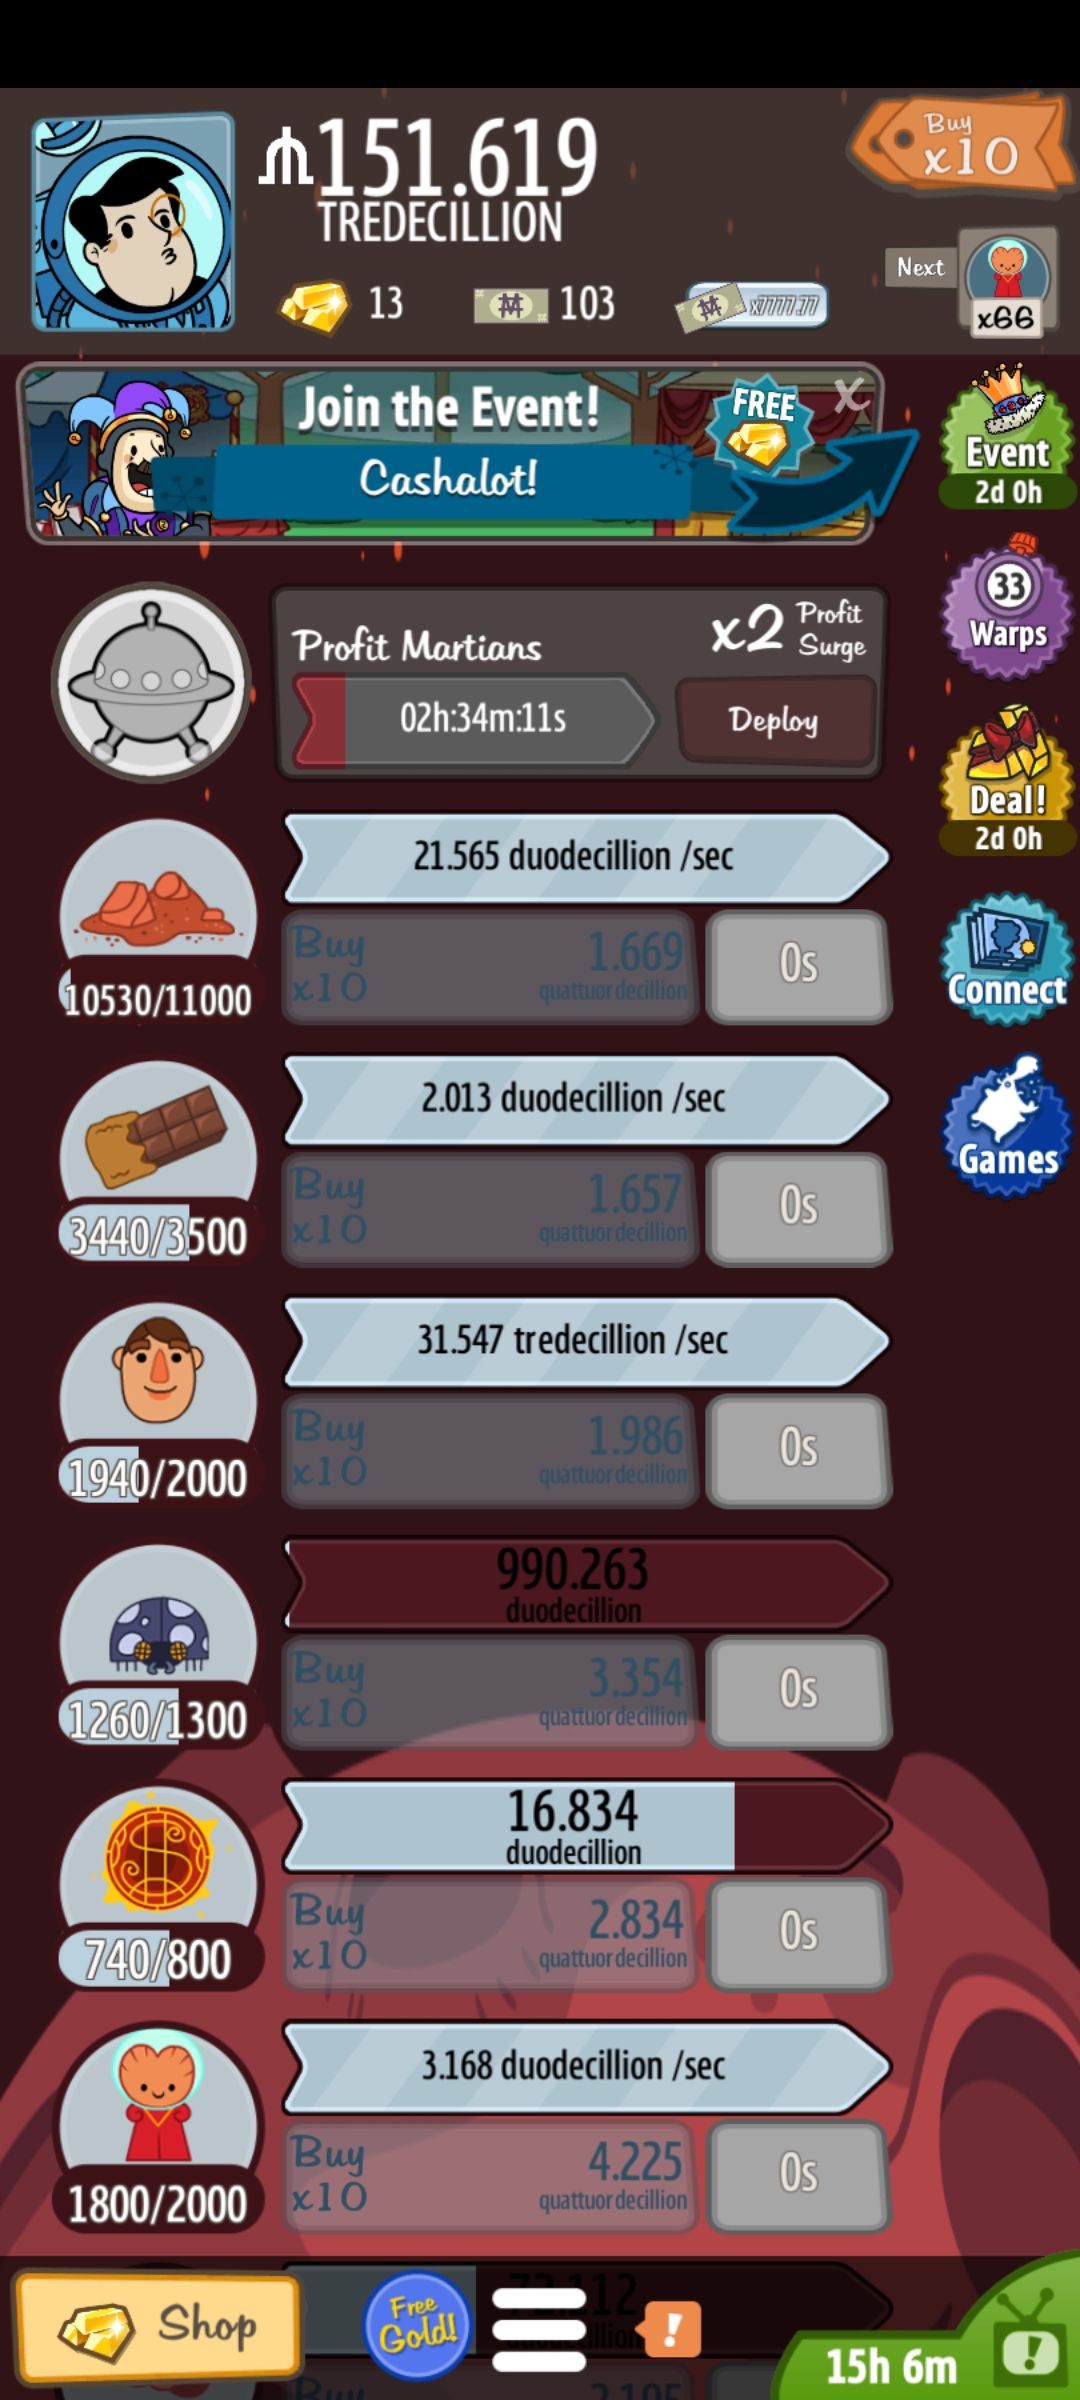 151.619
TREDECILLION
Buy
x10
13
103
x7777.77
Next
x66
Join the Event!
Cashalot!
FREE
X
Event
2d 0h
33
Warps
Profit Martians
x2 Profit Surge
02h:34m:11s
Deploy
Deal!
2d 0h
21.565 duodecillion /sec
10530/11000
Buy
x10
1.669
quattuordecillion
0s
Connect
2.013 duodecillion /sec
3440/3500
Buy
x10
1.657
quattuordecillion
0s
Games
31.547 tredecillion /sec
1940/2000
Buy
x10
1.986
quattuordecillion
0s
990.263
duodecillion
1260/1300
Buy
x10
3.354
quattuordecillion
0s
16.834
duodecillion
740/800
Buy
x10
2.834
quattuordecillion
0s
3.168 duodecillion /sec
1800/2000
Buy
x10
4.225
quattuordecillion
0s
Shop
Free
Gold!
!
15h 6m
!
Buy